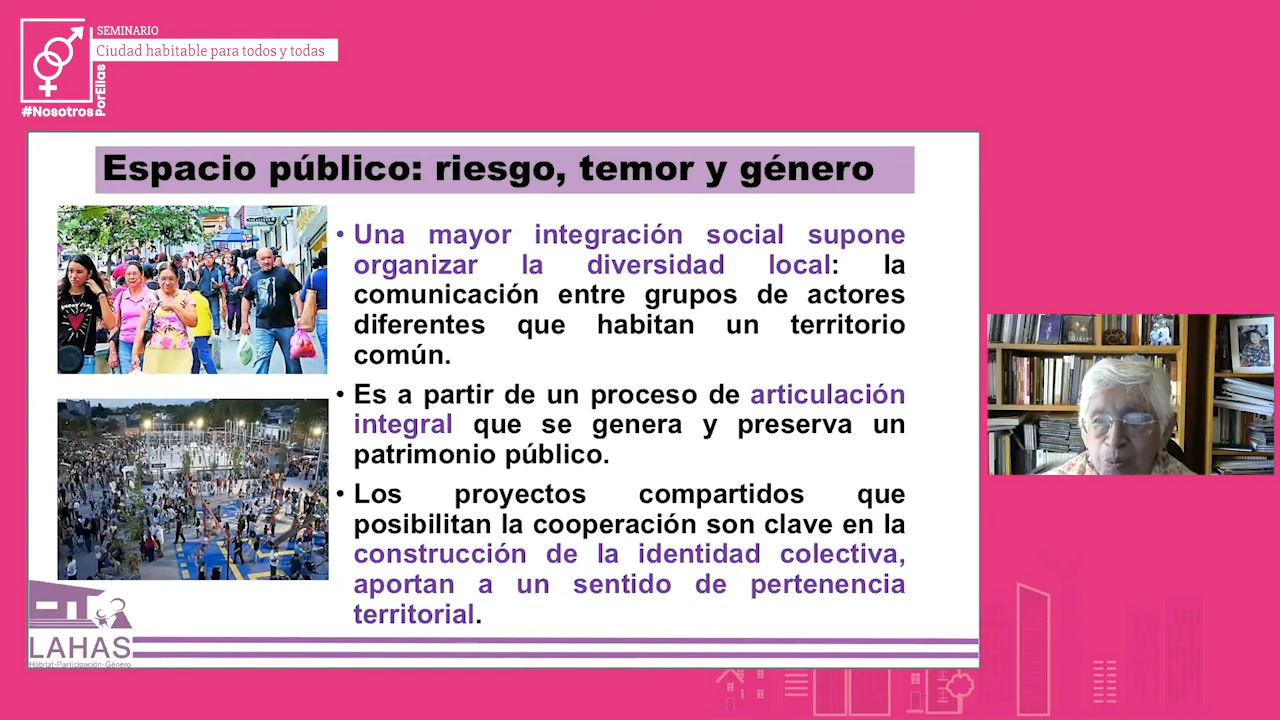 SEMINARIO
Ciudad habitable para todos y todas
#Nosotros
PorEllas
Espacio público: riesgo, temor y género
• Una mayor integración social supone
organizar la diversidad local: la
comunicación entre grupos de actores
diferentes que habitan un territorio
común.
• Es a partir de un proceso de articulación
integral que se genera y preserva un
patrimonio público.
• Los proyectos compartidos que
posibilitan la cooperación son clave en la
construcción de la identidad colectiva,
aportan a un sentido de pertenencia
territorial.
LAHAS
Hábitat·Participación·Género